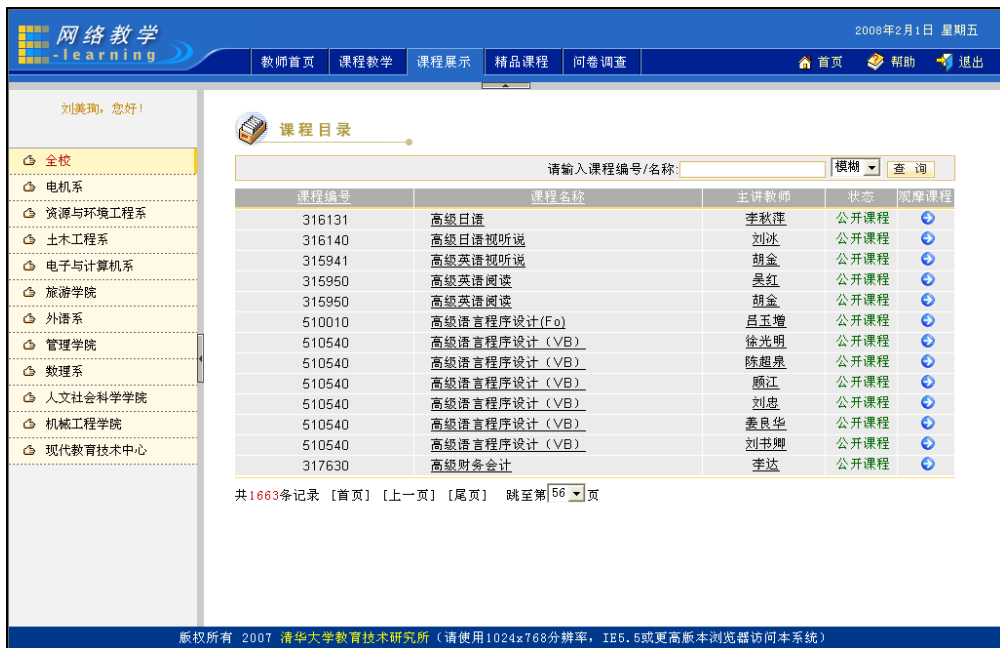 网络教学
-learning
2008年2月1日 星期五
教师首页 课程教学 课程展示 精品课程 问卷调查 首页 帮助 退出
刘美珣，您好！
全校
电机系
资源与环境工程系
土木工程系
电子与计算机系
旅游学院
外语系
管理学院
数理系
人文社会科学学院
机械工程学院
现代教育技术中心
课程目录
请输入课程编号/名称: 模糊 查 询
课程编号 课程名称 主讲教师 状态 观摩课程
316131 高级日语 李秋萍 公开课程
316140 高级日语视听说 刘冰 公开课程
315941 高级英语视听说 胡金 公开课程
315950 高级英语阅读 吴红 公开课程
315950 高级英语阅读 胡金 公开课程
510010 高级语言程序设计(Fo) 吕玉增 公开课程
510540 高级语言程序设计（VB） 徐光明 公开课程
510540 高级语言程序设计（VB） 陈超泉 公开课程
510540 高级语言程序设计（VB） 顾江 公开课程
510540 高级语言程序设计（VB） 刘忠 公开课程
510540 高级语言程序设计（VB） 姜良华 公开课程
510540 高级语言程序设计（VB） 刘书卿 公开课程
317630 高级财务会计 李达 公开课程
共1663条记录 [首页] [上一页] [尾页] 跳至第56页
版权所有 2007 清华大学教育技术研究所（请使用1024x768分辨率，IE5.5或更高版本浏览器访问本系统）